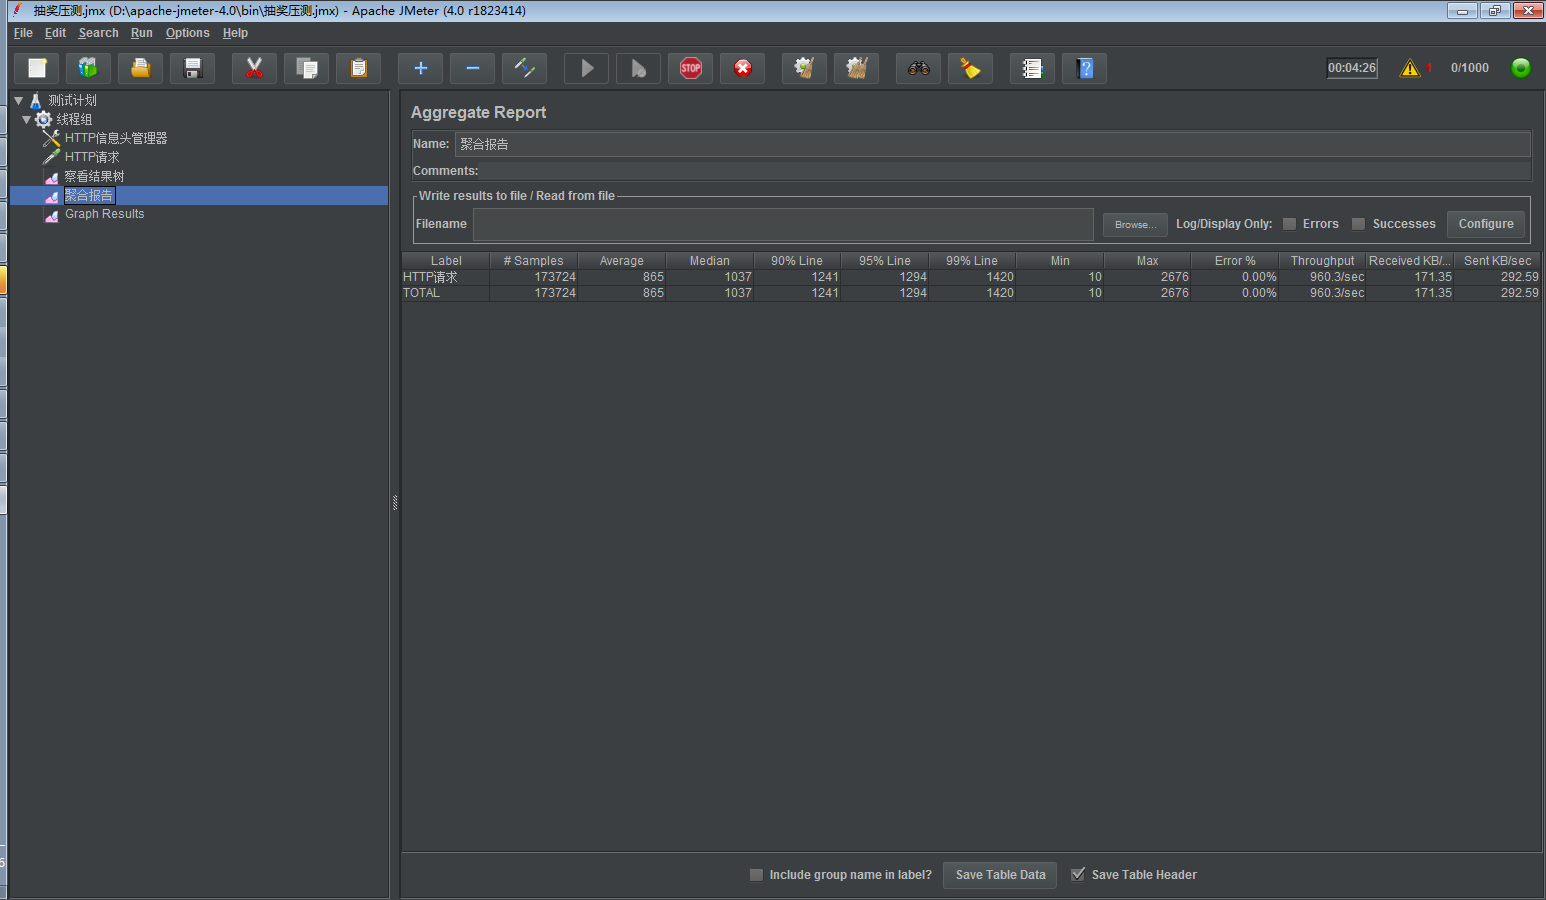 抽奖压测.jmx (D:\apache-jmeter-4.0\bin\抽奖压测.jmx) - Apache JMeter (4.0 r1823414)
File Edit Search Run Options Help
STOP 00:04:26 1 0/1000
测试计划
线程组
HTTP信息头管理器
HTTP请求
察看结果树
聚合报告
Graph Results
Aggregate Report
Name: 聚合报告
Comments:
Write results to file / Read from file
Filename Browse... Log/Display Only: Errors Successes Configure
Label # Samples Average Median 90% Line 95% Line 99% Line Min Max Error % Throughput Received KB/... Sent KB/sec
HTTP请求 173724 865 1037 1241 1294 1420 10 2676 0.00% 960.3/sec 171.35 292.59
TOTAL 173724 865 1037 1241 1294 1420 10 2676 0.00% 960.3/sec 171.35 292.59
Include group name in label? Save Table Data Save Table Header